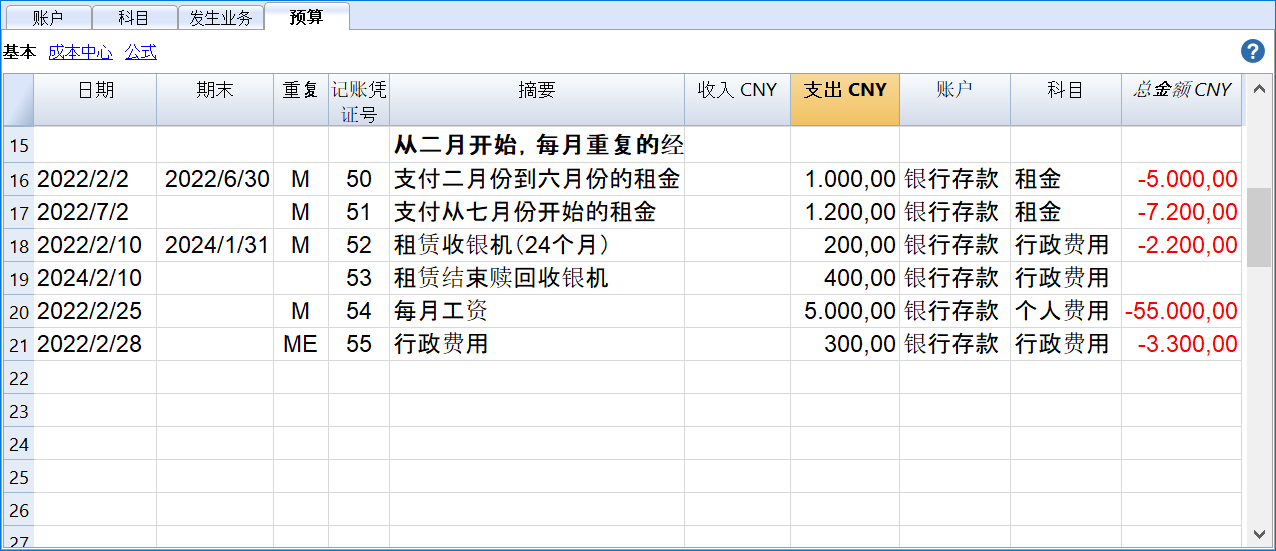 账户 科目 发生业务 预算
基本 成本中心 公式
日期 期末 重复 记账凭证号 摘要 收入 CNY 支出 CNY 账户 科目 总金额 CNY
15 从二月开始，每月重复的经
16 2022/2/2 2022/6/30 M 50 支付二月份到六月份的租金 1.000,00 银行存款 租金 -5.000,00
17 2022/7/2 M 51 支付从七月份开始的租金 1.200,00 银行存款 租金 -7.200,00
18 2022/2/10 2024/1/31 M 52 租赁收银机（24个月） 200,00 银行存款 行政费用 -2.200,00
19 2024/2/10 53 租赁结束赎回收银机 400,00 银行存款 行政费用
20 2022/2/25 M 54 每月工资 5.000,00 银行存款 个人费用 -55.000,00
21 2022/2/28 ME 55 行政费用 300,00 银行存款 行政费用 -3.300,00
22
23
24
25
26
27